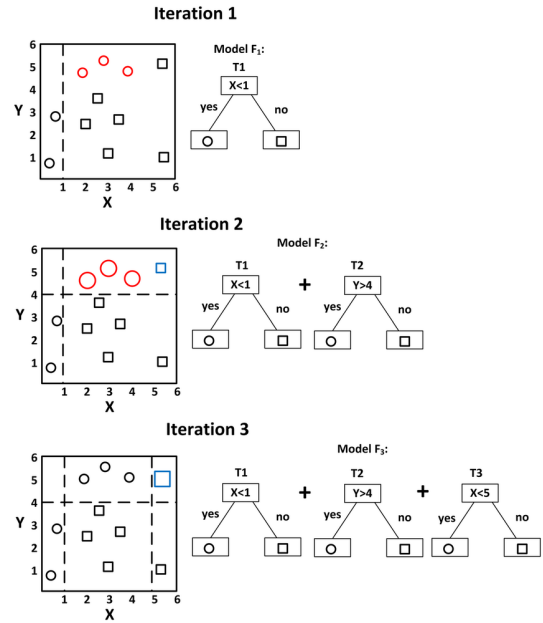 Iteration 1
Model F₁:
T1
X<1
yes
no
6
5
4
3
2
1
Y
1 2 3 4 5 6
X
Iteration 2
Model F₂:
T1
X<1
yes
no
+
T2
Y>4
yes
no
6
5
4
3
2
1
Y
1 2 3 4 5 6
X
Iteration 3
Model F₃:
T1
X<1
yes
no
+
T2
Y>4
yes
no
+
T3
X<5
yes
no
6
5
4
3
2
1
Y
1 2 3 4 5 6
X